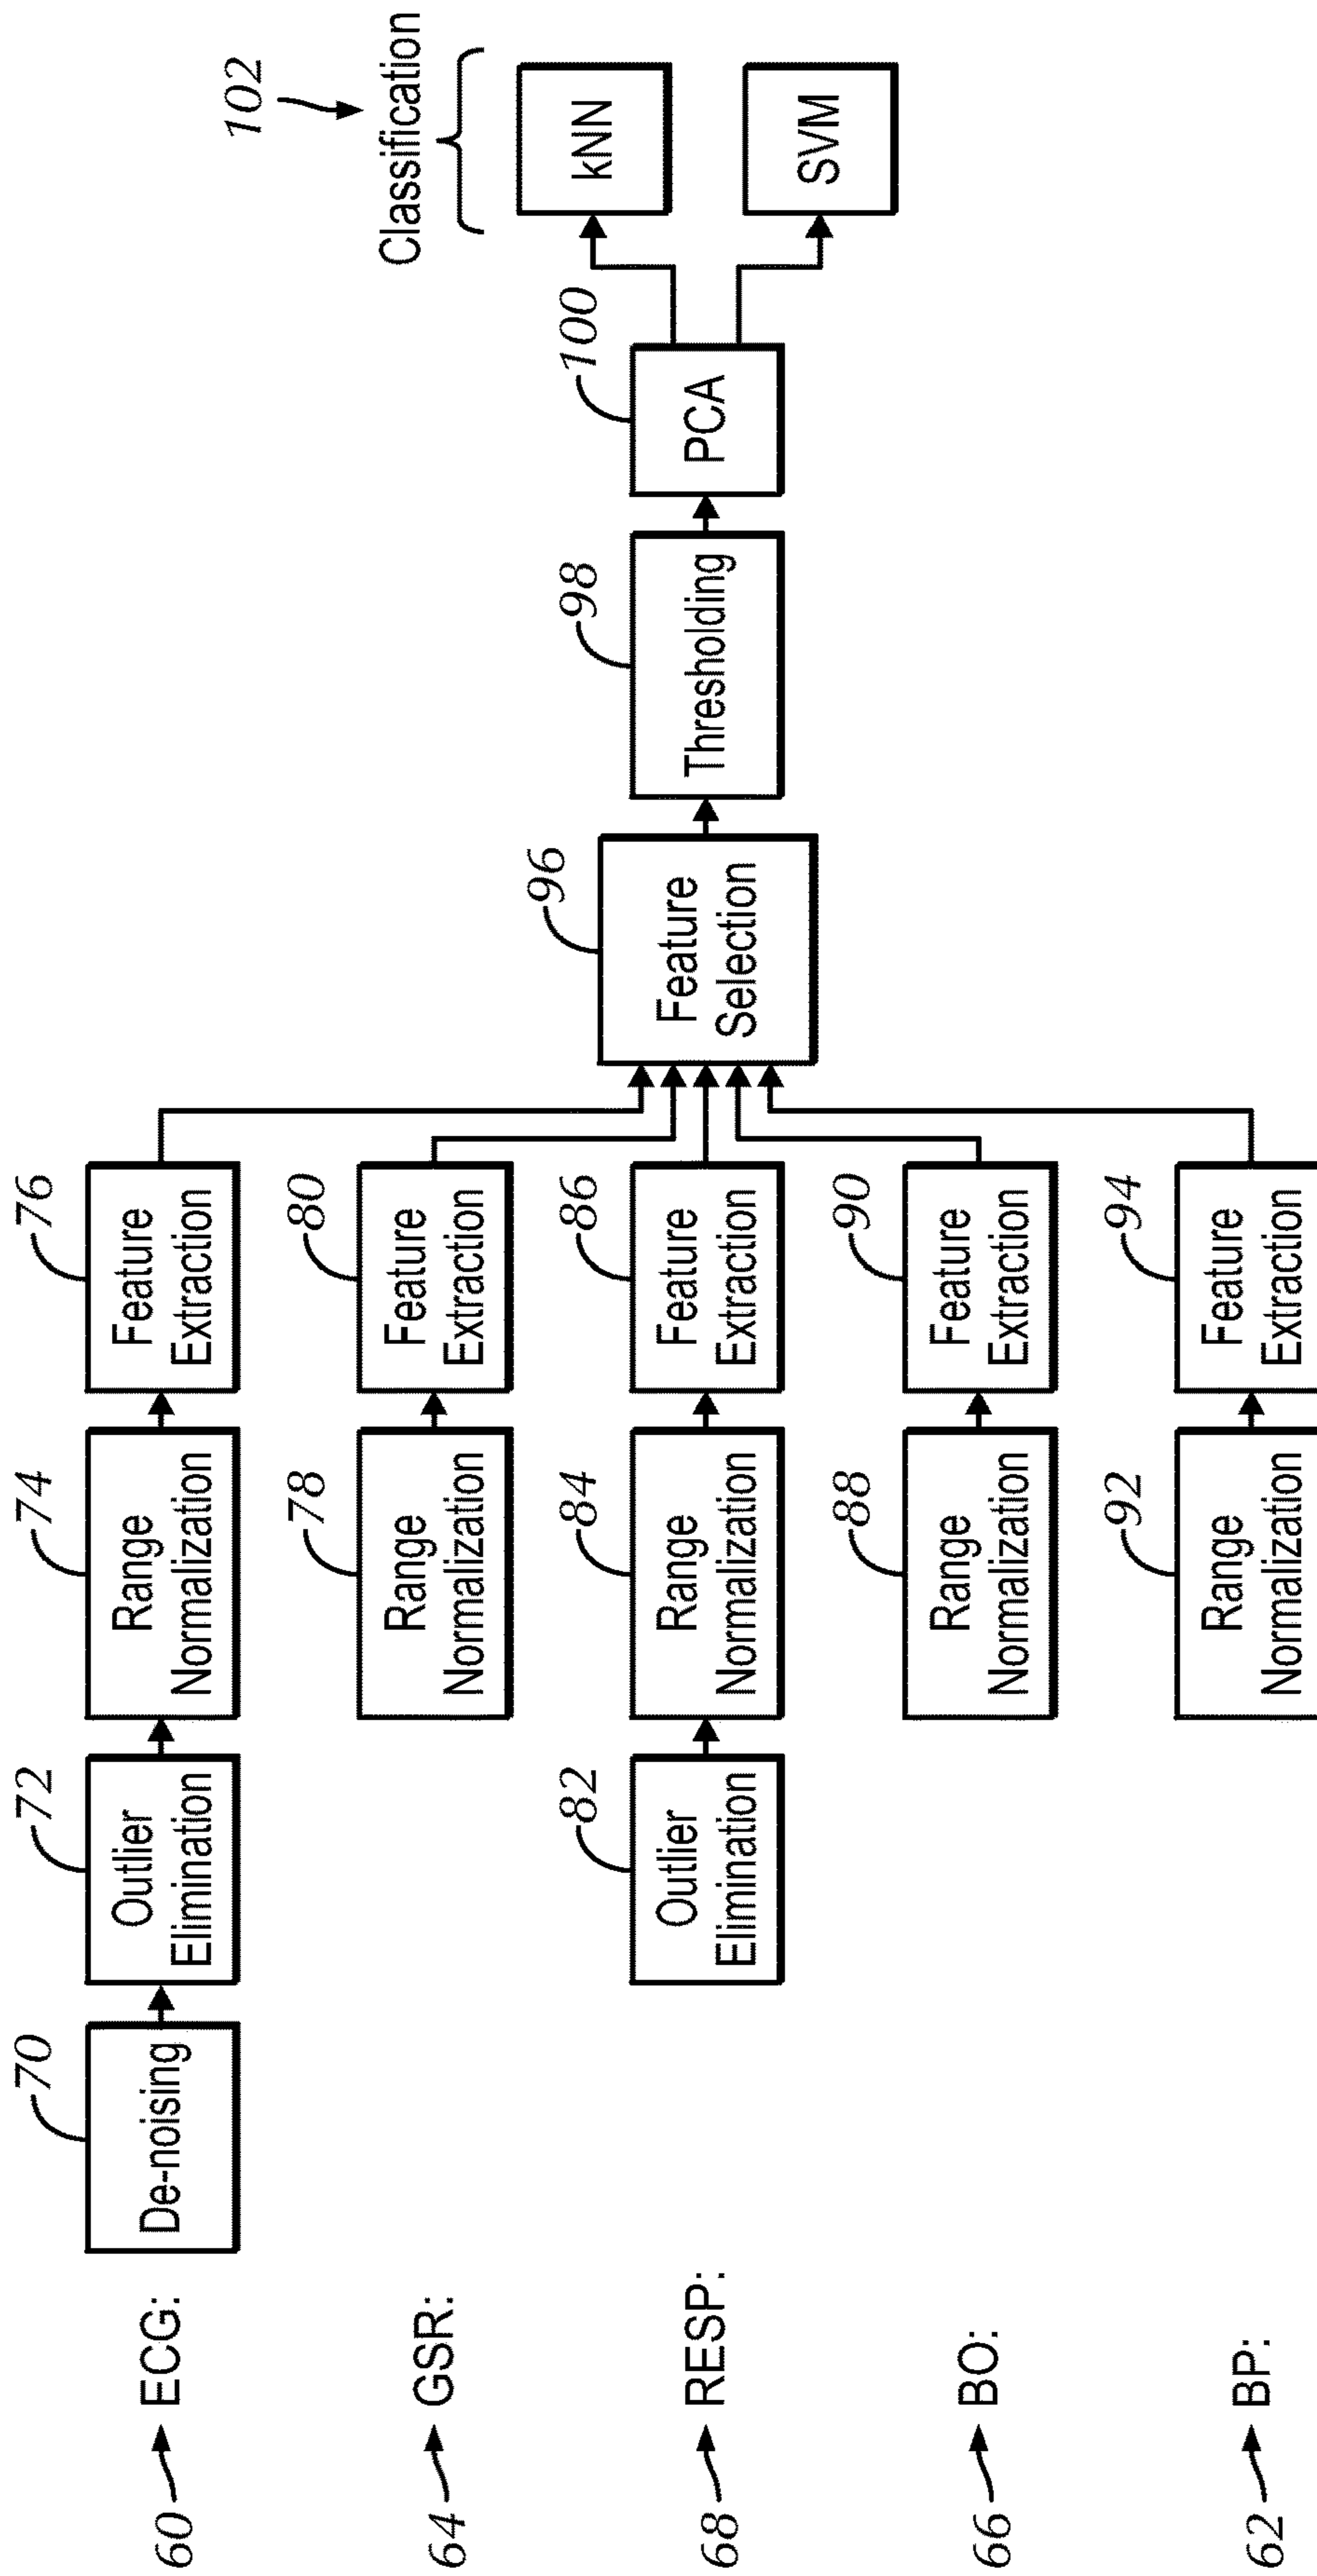 60
ECG:
70
De-noising
72
Outlier
Elimination
74
Range
Normalization
76
Feature
Extraction
64
GSR:
78
Range
Normalization
80
Feature
Extraction
68
RESP:
82
Outlier
Elimination
84
Range
Normalization
86
Feature
Extraction
66
BO:
88
Range
Normalization
90
Feature
Extraction
62
BP:
92
Range
Normalization
94
Feature
Extraction
96
Feature
Selection
98
Thresholding
100
PCA
102
Classification
kNN
SVM